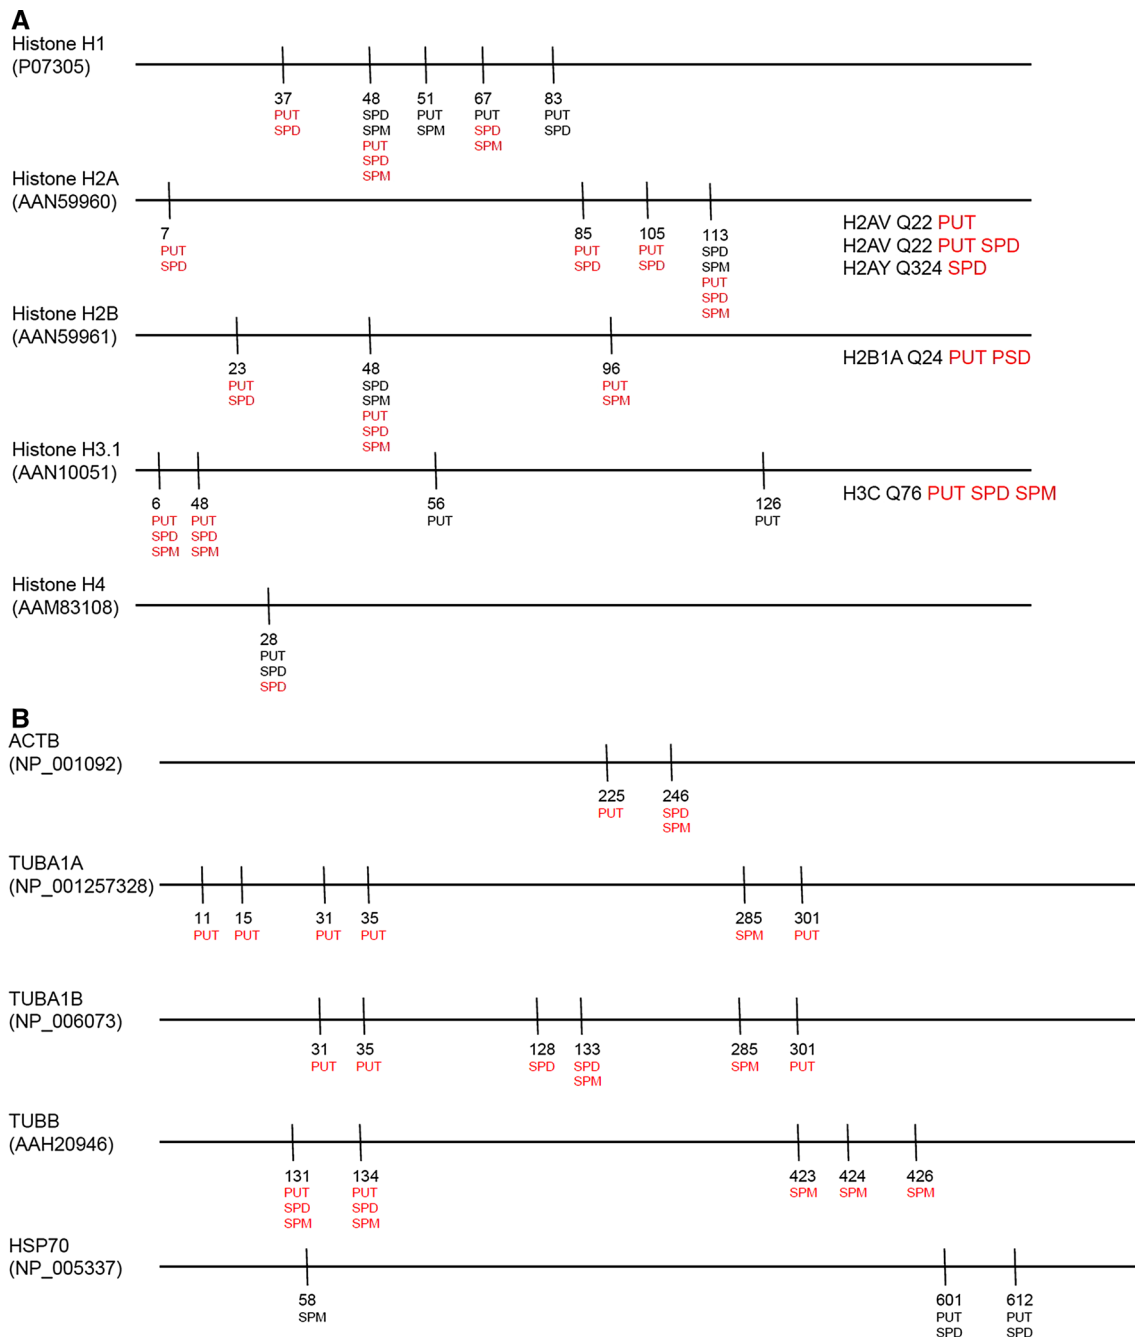 A
Histone H1
(P07305)
37 48 51 67 83
PUT SPD PUT PUT PUT
SPD SPM SPM SPD SPD
PUT SPM
SPD
SPM
Histone H2A
(AAN59960)
7 85 105 113
PUT PUT PUT SPD
SPD SPD SPD SPM
PUT
SPD
SPM
H2AV Q22 PUT
H2AV Q22 PUT SPD
H2AY Q324 SPD
Histone H2B
(AAN59961)
23 48 96
PUT SPD PUT
SPD SPM SPM
PUT
SPD
SPM
H2B1A Q24 PUT PSD
Histone H3.1
(AAN10051)
6 48 56 126
PUT PUT PUT PUT
SPD SPD
SPM SPM
H3C Q76 PUT SPD SPM
Histone H4
(AAM83108)
28
PUT
SPD
SPD
B
ACTB
(NP_001092)
225 246
PUT SPD
SPM
TUBA1A
(NP_001257328)
11 15 31 35 285 301
PUT PUT PUT PUT SPM PUT
TUBA1B
(NP_006073)
31 35 128 133 285 301
PUT PUT SPD SPD SPM PUT
SPM
TUBB
(AAH20946)
131 134 423 424 426
PUT PUT SPM SPM SPM
SPD SPD
SPM SPM
HSP70
(NP_005337)
58 601 612
SPM PUT PUT
SPD SPD